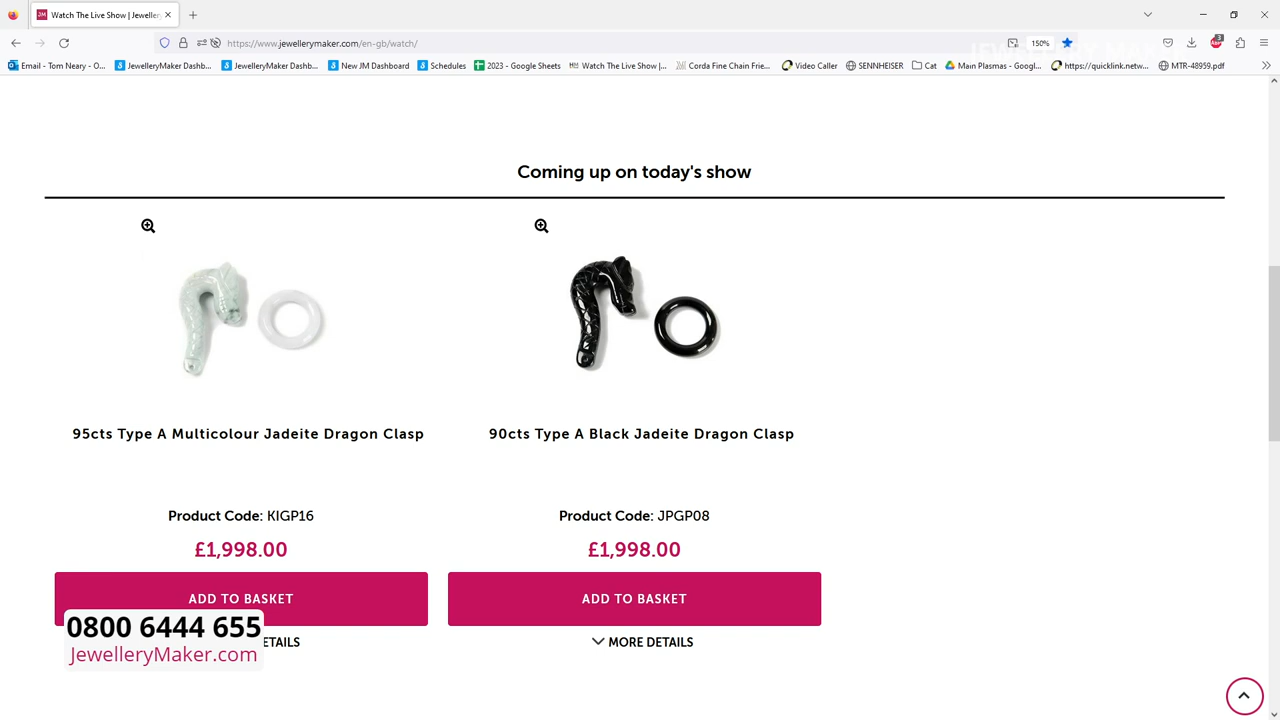 Watch The Live Show | Jeweller
https://www.jewellerymaker.com/en-gb/watch/
150%
3
Email - Tom Neary - O...
JewelleryMaker Dashb...
JewelleryMaker Dashb...
New JM Dashboard
Schedules
2023 - Google Sheets
Watch The Live Show |...
Corda Fine Chain Frie...
Video Caller
SENNHEISER
Cat
Main Plasmas - Googl...
https://quicklink.netw...
MTR-48959.pdf
Coming up on today's show
95cts Type A Multicolour Jadeite Dragon Clasp
90cts Type A Black Jadeite Dragon Clasp
Product Code: KIGP16
Product Code: JPGP08
£1,998.00
£1,998.00
ADD TO BASKET
ADD TO BASKET
0800 6444 655
JewelleryMaker.com
ETAILS
MORE DETAILS